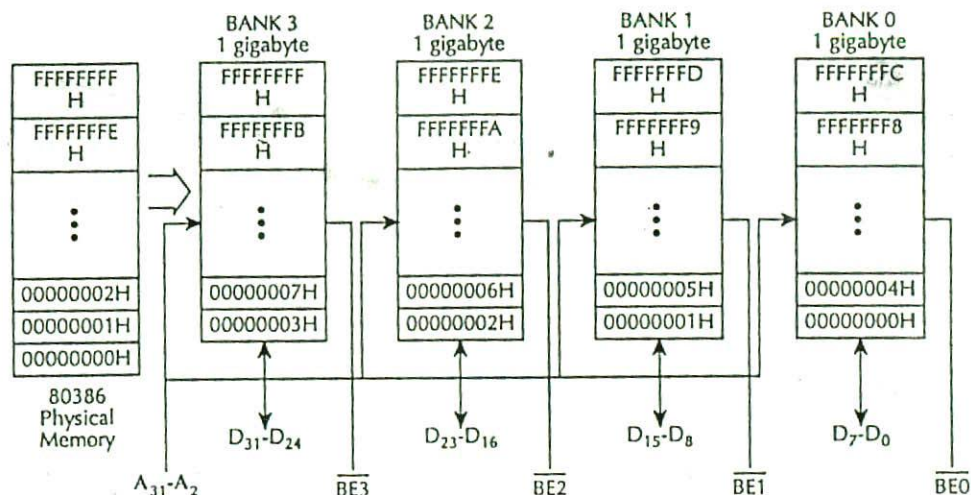 BANK 3
1 gigabyte
BANK 2
1 gigabyte
BANK 1
1 gigabyte
BANK 0
1 gigabyte
FFFFFFFF
H
FFFFFFFE
H
00000002H
00000001H
00000000H
80386
Physical
Memory
FFFFFFFF
H
FFFFFFFB
H
00000007H
00000003H
FFFFFFFE
H
FFFFFFFA
H
00000006H
00000002H
FFFFFFFD
H
FFFFFFF9
H
00000005H
00000001H
FFFFFFFC
H
FFFFFFF8
H
00000004H
00000000H
D31-D24
D23-D16
D15-D8
D7-D0
A31-A2
BE3
BE2
BE1
BE0